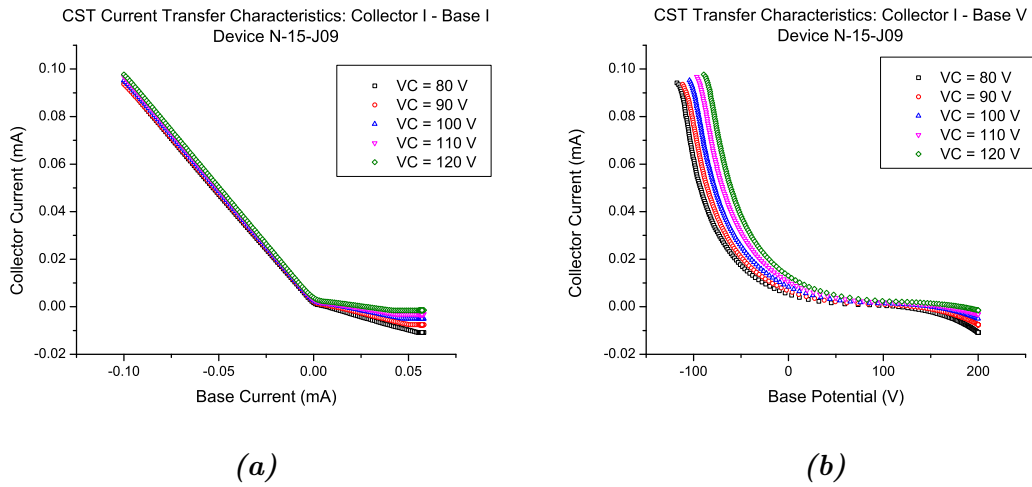 CST Current Transfer Characteristics: Collector I - Base I
Device N-15-J09
0.10
0.08
0.06
0.04
0.02
0.00
-0.02
Collector Current (mA)
VC = 80 V
VC = 90 V
VC = 100 V
VC = 110 V
VC = 120 V
-0.10 -0.05 0.00 0.05
Base Current (mA)
(a)
CST Transfer Characteristics: Collector I - Base V
Device N-15-J09
0.10
0.08
0.06
0.04
0.02
0.00
-0.02
Collector Current (mA)
VC = 80 V
VC = 90 V
VC = 100 V
VC = 110 V
VC = 120 V
-100 0 100 200
Base Potential (V)
(b)